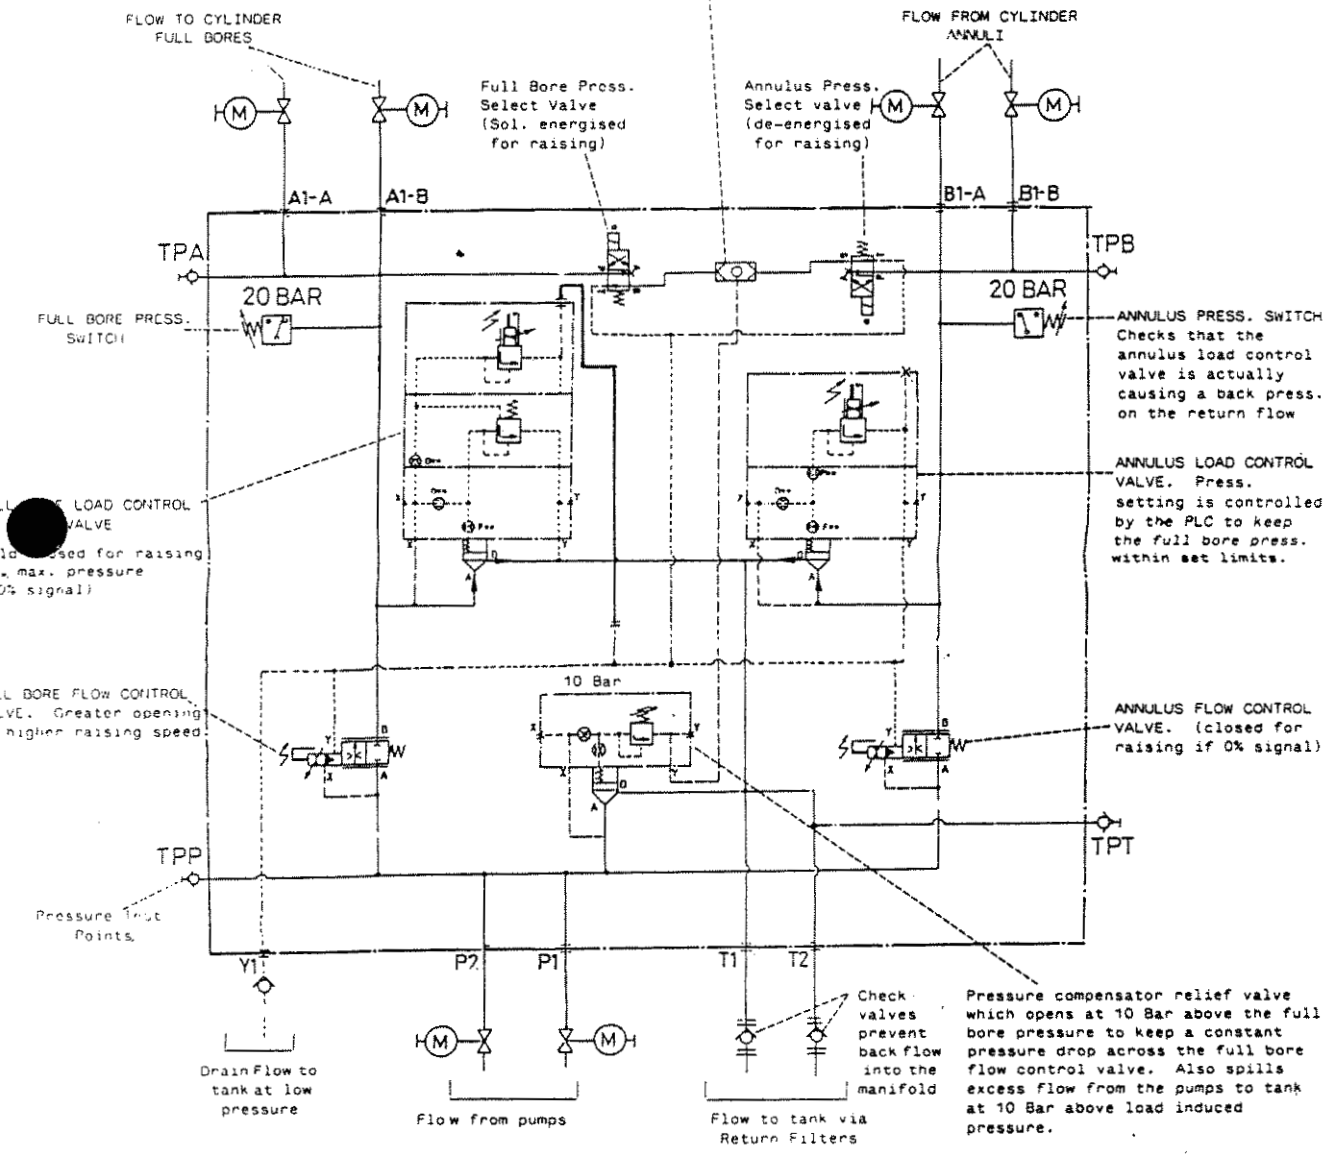 FLOW TO CYLINDER
FULL BORES
FLOW FROM CYLINDER
ANNULI
Full Bore Press.
Select Valve
(Sol. energised
for raising)
Annulus Press.
Select valve
(de-energised
for raising)
M
M
M
M
A1-A
A1-B
B1-A
B1-B
TPA
TPB
20 BAR
20 BAR
FULL BORE PRESS.
SWITCH
ANNULUS PRESS. SWITCH
Checks that the
annulus load control
valve is actually
causing a back press.
on the return flow
LOAD CONTROL
VALVE
for raising
max. pressure
0% signal)
ANNULUS LOAD CONTROL
VALVE. Press.
setting is controlled
by the PLC to keep
the full bore press.
within set limits.
X
Y
X
Y
A
B
Y
X
Y
A
BORE FLOW CONTROL
Greater opening
higher raising speed
10 Bar
X
Y
X
Y
A
Y
B
X
A
Y
B
X
A
ANNULUS FLOW CONTROL
VALVE. (closed for
raising if 0% signal)
TPP
TPT
Pressure
Points
Y1
P2
P1
T1
T2
M
M
Drain Flow to
tank at low
pressure
Flow from pumps
Flow to tank via
Return Filters
Check
valves
prevent
back flow
into the
manifold
Pressure compensator relief valve
which opens at 10 Bar above the full
bore pressure to keep a constant
pressure drop across the full bore
flow control valve. Also spills
excess flow from the pumps to tank
at 10 Bar above load induced
pressure.